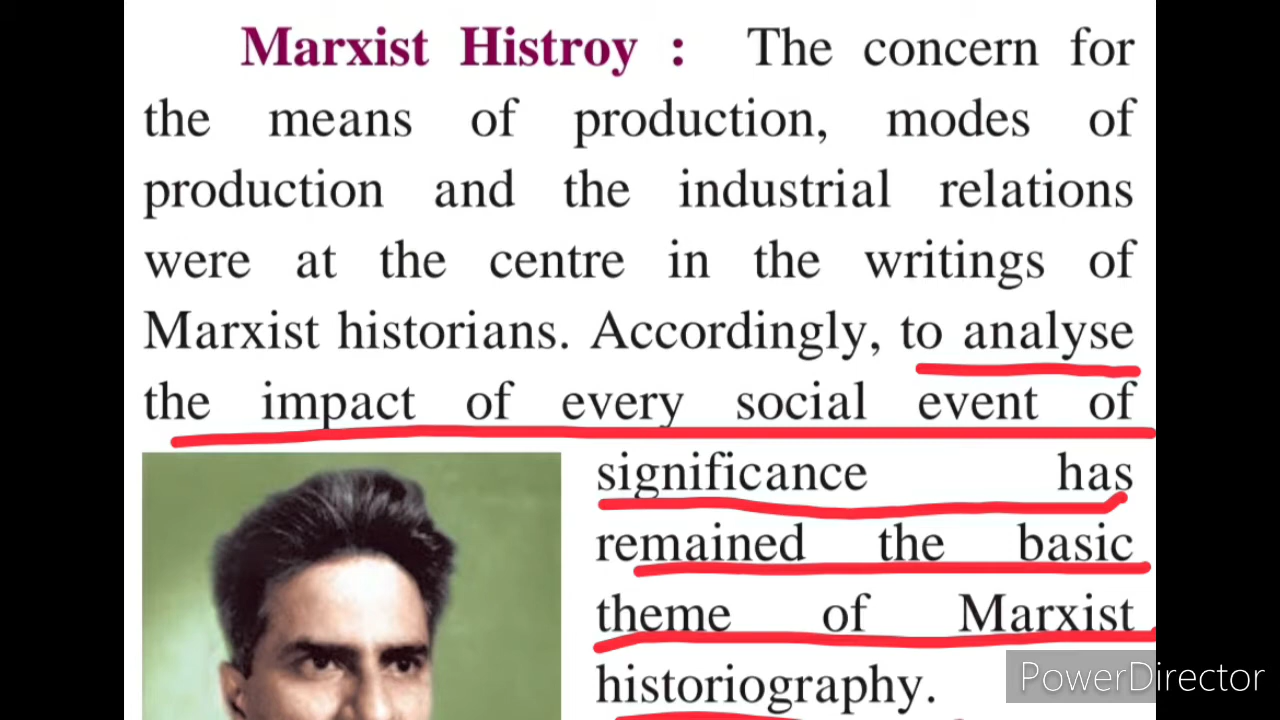 Marxist Histroy : The concern for
the means of production, modes of
production and the industrial relations
were at the centre in the writings of
Marxist historians. Accordingly, to analyse
the impact of every social event of
significance has
remained the basic
theme of Marxist
historiography.
PowerDirector